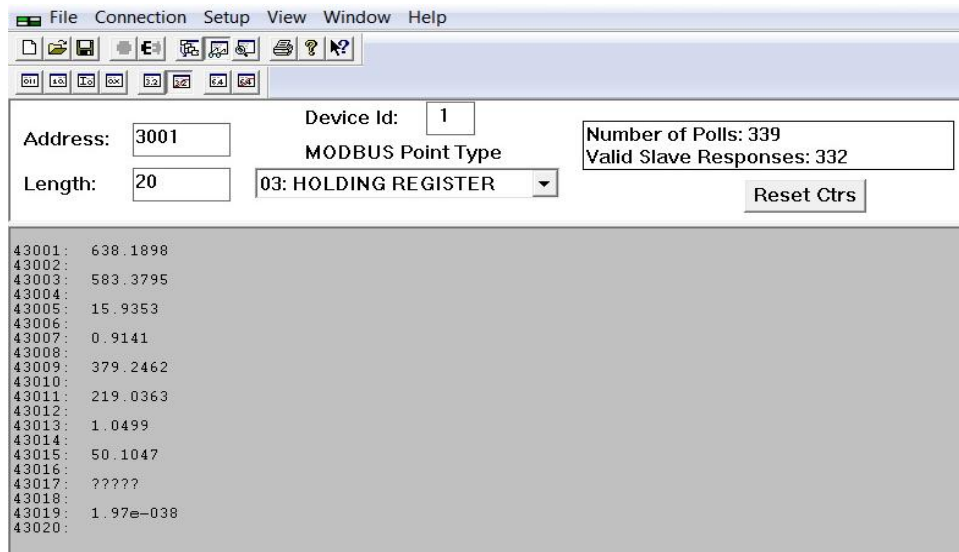 File Connection Setup View Window Help
Device Id: 1
Address: 3001
MODBUS Point Type
Length: 20
03: HOLDING REGISTER
Number of Polls: 339
Valid Slave Responses: 332
Reset Ctrs
43001: 638.1898
43002:
43003: 583.3795
43004:
43005: 15.9353
43006:
43007: 0.9141
43008:
43009: 379.2462
43010:
43011: 219.0363
43012:
43013: 1.0499
43014:
43015: 50.1047
43016:
43017: ?????
43018:
43019: 1.97e-038
43020: